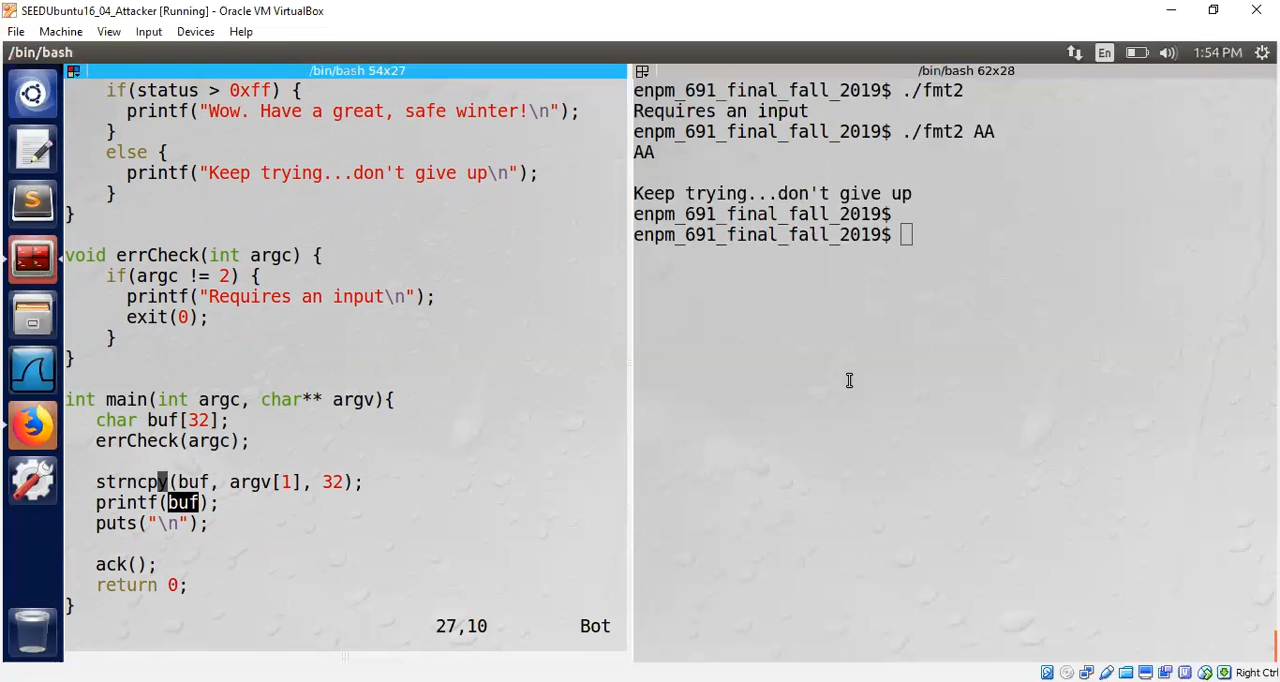 SEEDUbuntu16_04_Attacker [Running] - Oracle VM VirtualBox
File Machine View Input Devices Help
/bin/bash En 1:54 PM
/bin/bash 54x27
if(status > 0xff) {
printf("Wow. Have a great, safe winter!\n");
}
else {
printf("Keep trying...don't give up\n");
}
}
void errCheck(int argc) {
if(argc != 2) {
printf("Requires an input\n");
exit(0);
}
}
int main(int argc, char** argv){
char buf[32];
errCheck(argc);
strncpy(buf, argv[1], 32);
printf(buf);
puts("\n");
ack();
return 0;
}
27,10 Bot
/bin/bash 62x28
enpm_691_final_fall_2019$ ./fmt2
Requires an input
enpm_691_final_fall_2019$ ./fmt2 AA
AA
Keep trying...don't give up
enpm_691_final_fall_2019$
enpm_691_final_fall_2019$
Right Ctrl